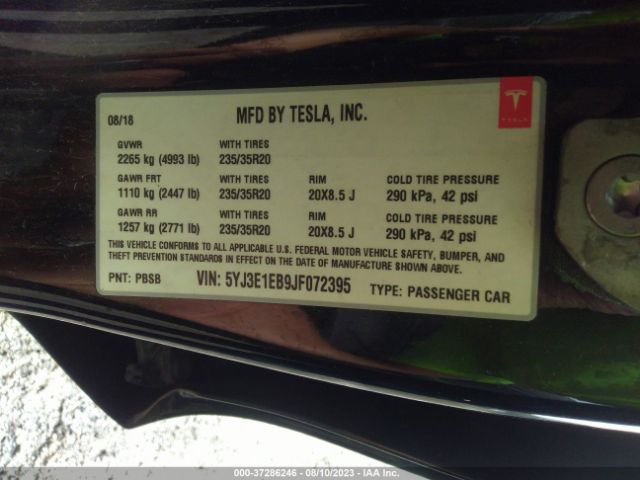 08/18
MFD BY TESLA, INC.
TESLA
GVWR WITH TIRES
2265 kg (4993 lb) 235/35R20
GAWR FRT WITH TIRES RIM COLD TIRE PRESSURE
1110 kg (2447 lb) 235/35R20 20X8.5 J 290 kPa, 42 psi
GAWR RR WITH TIRES RIM COLD TIRE PRESSURE
1257 kg (2771 lb) 235/35R20 20X8.5 J 290 kPa, 42 psi
THIS VEHICLE CONFORMS TO ALL APPLICABLE U.S. FEDERAL MOTOR VEHICLE SAFETY, BUMPER, AND
THEFT PREVENTION STANDARDS IN EFFECT ON THE DATE OF MANUFACTURE SHOWN ABOVE.
PNT: PBSB VIN: 5YJ3E1EB9JF072395 TYPE: PASSENGER CAR
000-37286246 - 08/10/2023 - IAA Inc.